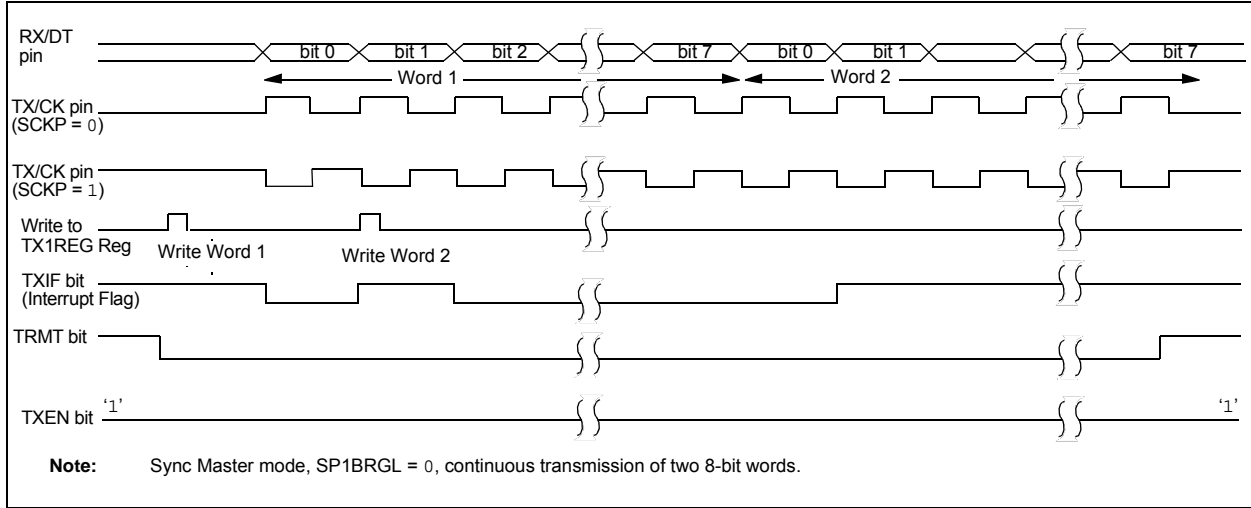 RX/DT
pin
bit 0 bit 1 bit 2 bit 7 bit 0 bit 1 bit 7
Word 1 Word 2
TX/CK pin
(SCKP = 0)
TX/CK pin
(SCKP = 1)
Write to
TX1REG Reg
Write Word 1 Write Word 2
TXIF bit
(Interrupt Flag)
TRMT bit
TXEN bit ‘1’ ‘1’
Note: Sync Master mode, SP1BRGL = 0, continuous transmission of two 8-bit words.